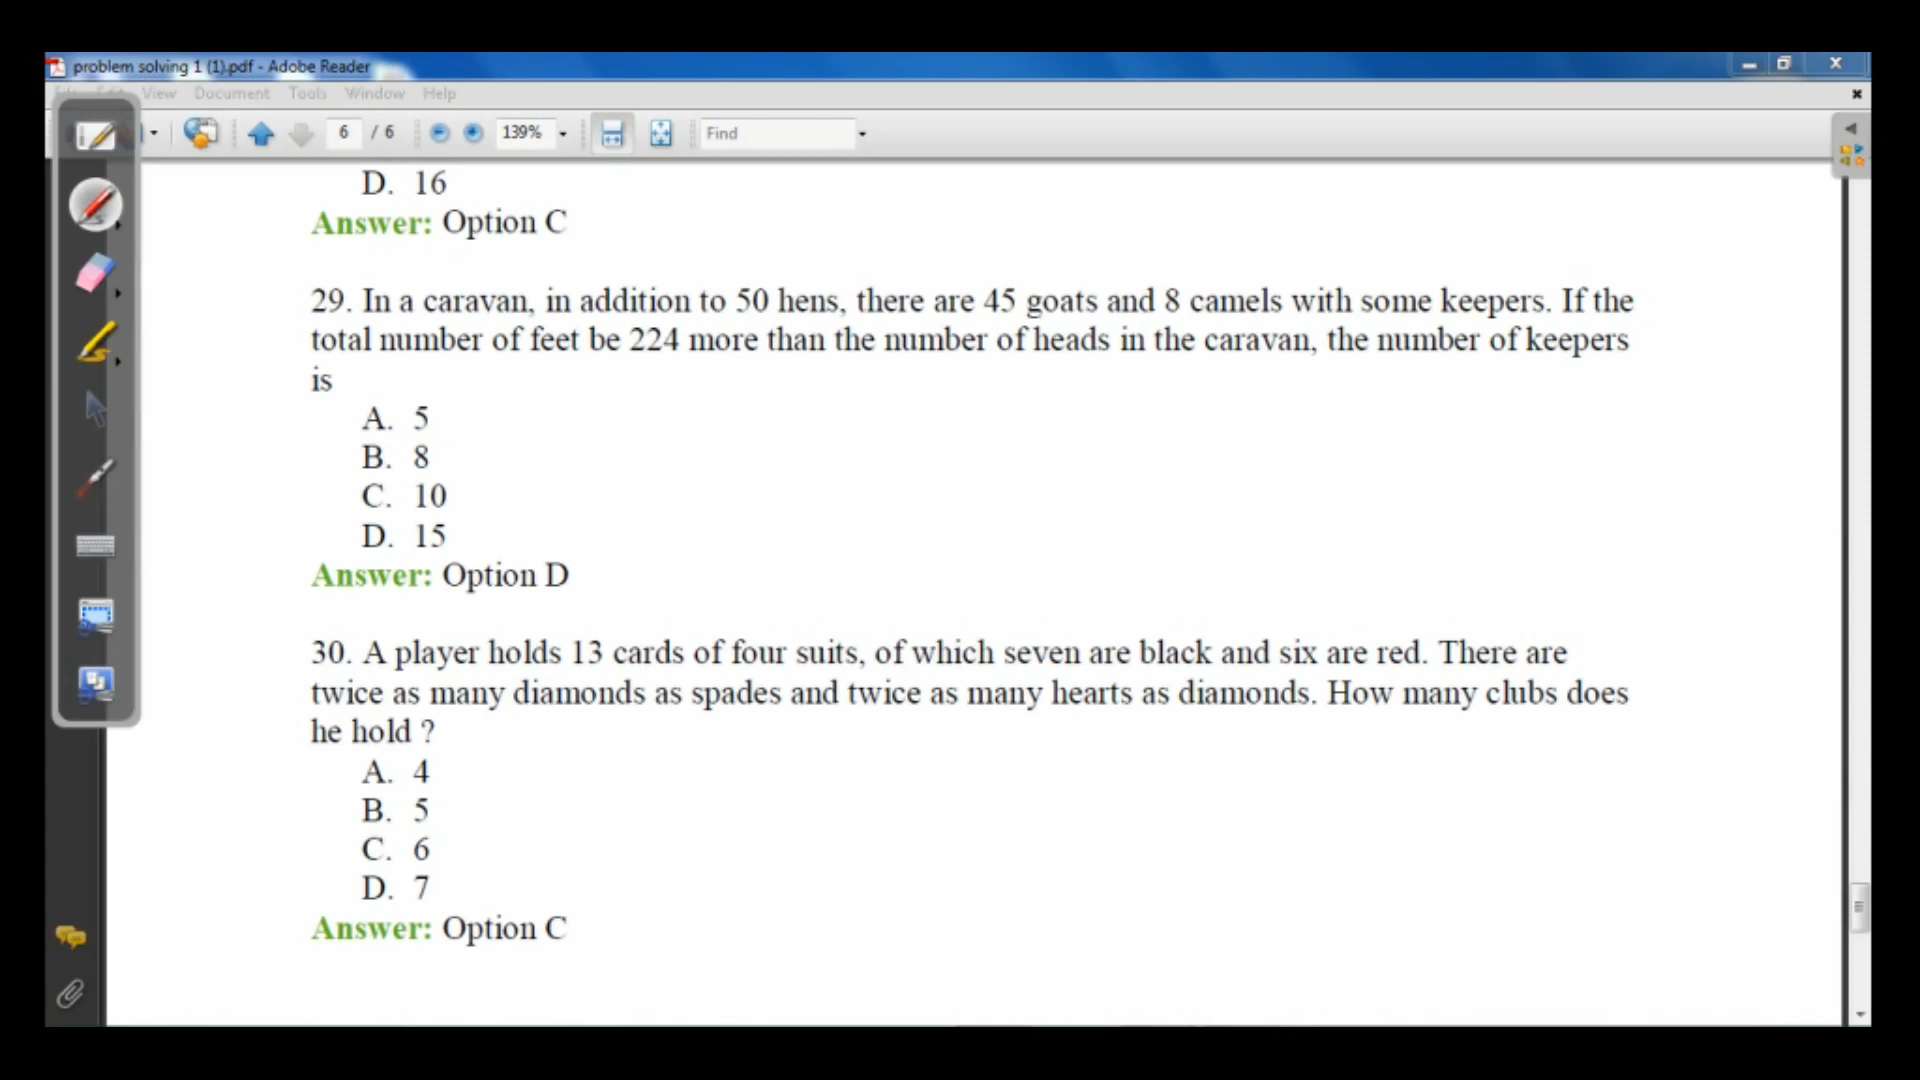 problem solving 1 (1).pdf - Adobe Reader
View Document Tools Window Help
6 / 6 139% Find
D. 16
Answer: Option C
29. In a caravan, in addition to 50 hens, there are 45 goats and 8 camels with some keepers. If the
total number of feet be 224 more than the number of heads in the caravan, the number of keepers
is
A. 5
B. 8
C. 10
D. 15
Answer: Option D
30. A player holds 13 cards of four suits, of which seven are black and six are red. There are
twice as many diamonds as spades and twice as many hearts as diamonds. How many clubs does
he hold ?
A. 4
B. 5
C. 6
D. 7
Answer: Option C